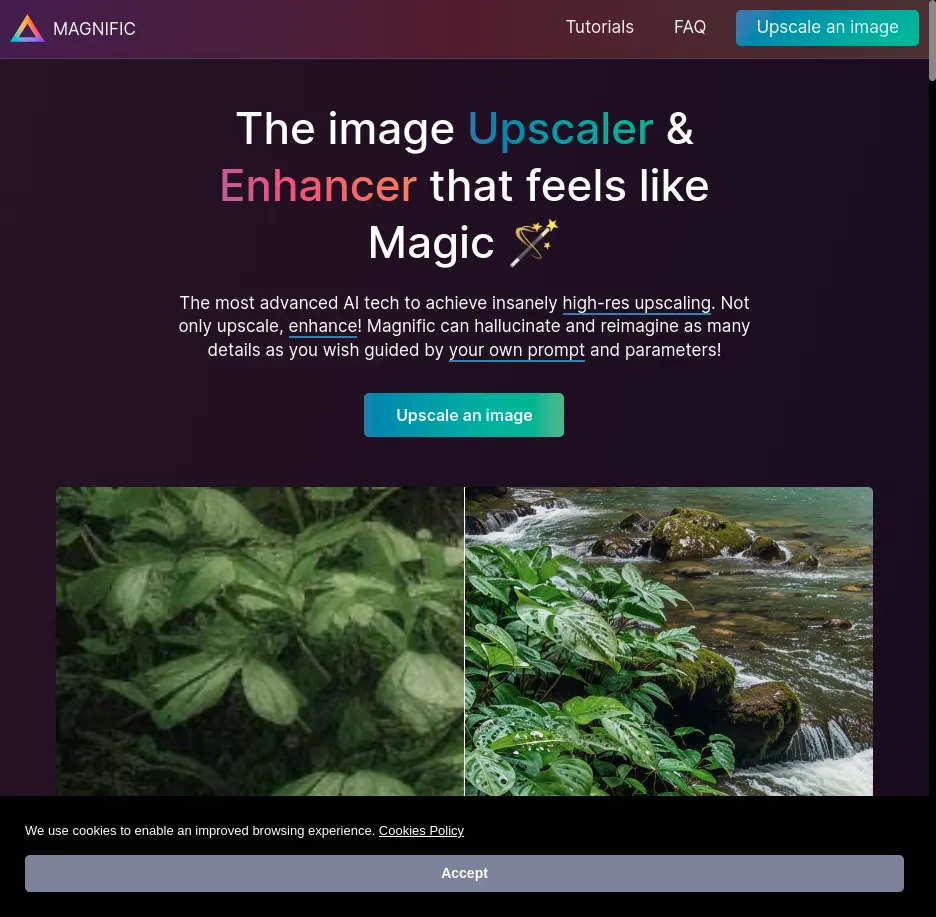 MAGNIFIC
Tutorials
FAQ
Upscale an image
The image Upscaler &
Enhancer that feels like
Magic
The most advanced AI tech to achieve insanely high-res upscaling. Not
only upscale, enhance! Magnific can hallucinate and reimagine as many
details as you wish guided by your own prompt and parameters!
Upscale an image
We use cookies to enable an improved browsing experience. Cookies Policy
Accept